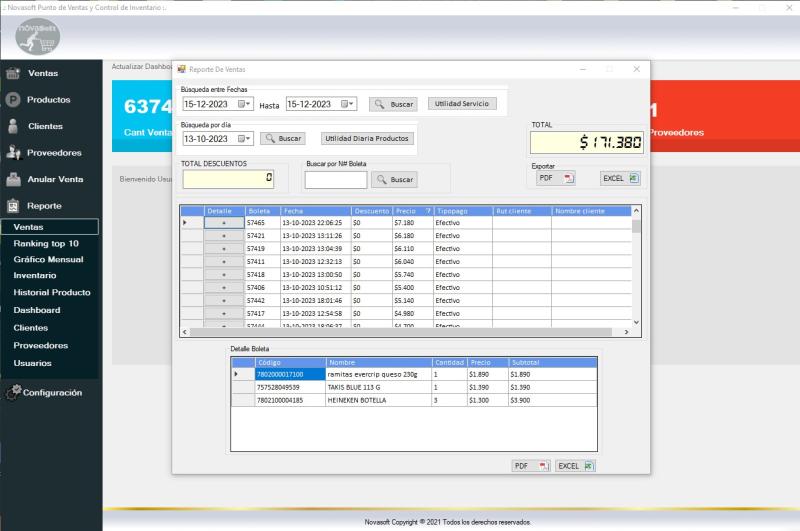 .: Novasoft Punto de Ventas y Control de Inventario :.
novasoft
Ventas
Productos
Clientes
Proveedores
Anular Venta
Reporte
Ventas
Ranking top 10
Gráfico Mensual
Inventario
Historial Producto
Dashboard
Clientes
Proveedores
Usuarios
Configuración
Actualizar Dashbo
6374
Cant Venta
1
Proveedores
Bienvenido Usu
Reporte De Ventas
Búsqueda entre Fechas
15-12-2023 Hasta 15-12-2023 Buscar Utilidad Servicio
Búsqueda por día
13-10-2023 Buscar Utilidad Diaria Productos
TOTAL
$171.380
TOTAL DESCUENTOS
0
Buscar por N# Boleta
Buscar
Exportar
PDF EXCEL
Detalle Boleta Fecha Descuento Precio Tipopago Rut cliente Nombre cliente
+ 57465 13-10-2023 22:06:25 $0 $7.180 Efectivo
+ 57421 13-10-2023 13:11:26 $0 $6.180 Efectivo
+ 57419 13-10-2023 13:04:39 $0 $6.110 Efectivo
+ 57411 13-10-2023 12:32:13 $0 $6.040 Efectivo
+ 57418 13-10-2023 13:00:50 $0 $5.740 Efectivo
+ 57406 13-10-2023 10:51:12 $0 $5.400 Efectivo
+ 57442 13-10-2023 18:01:46 $0 $5.140 Efectivo
+ 57417 13-10-2023 12:54:58 $0 $4.980 Efectivo
+ 57444 13-10-2023 18:06:37 $0 $4.700 Efectivo
Detalle Boleta
Código Nombre Cantidad Precio Subtotal
7802000017100 ramitas evercrip queso 230g 1 $1.890 $1.890
757528049539 TAKIS BLUE 113 G 1 $1.390 $1.390
7802100004185 HEINEKEN BOTELLA 3 $1.300 $3.900
PDF EXCEL
Novasoft Copyright ® 2021 Todos los derechos reservados.